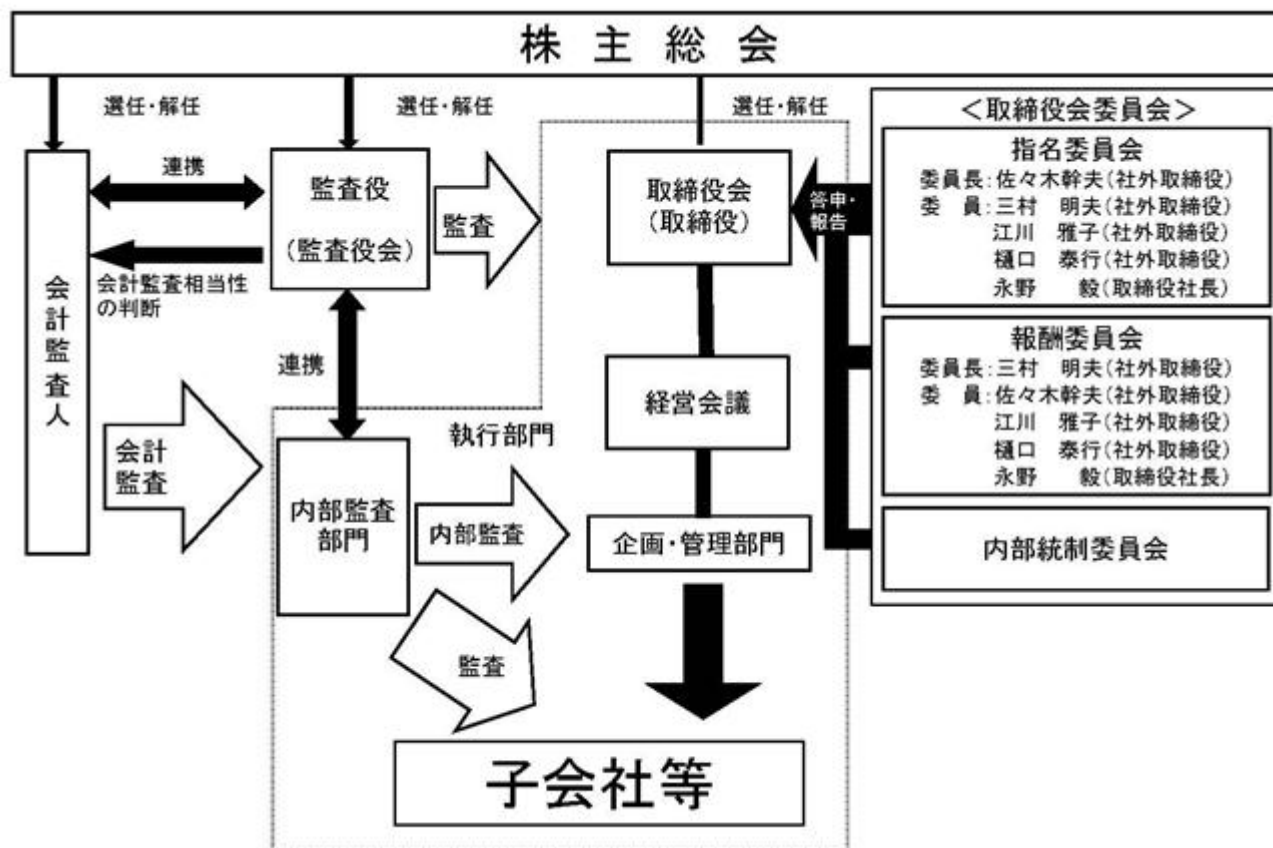 株主総会
選任・解任
選任・解任
選任・解任
会計監査人
連携
会計監査相当性
の判断
監査役
(監査役会)
監査
取締役会
(取締役)
答申・
報告
<取締役会委員会>
指名委員会
委員長:佐々木幹夫(社外取締役)
委 員:三村 明夫(社外取締役)
江川 雅子(社外取締役)
樋口 泰行(社外取締役)
永野 毅(取締役社長)
報酬委員会
委員長:三村 明夫(社外取締役)
委 員:佐々木幹夫(社外取締役)
江川 雅子(社外取締役)
樋口 泰行(社外取締役)
永野 毅(取締役社長)
内部統制委員会
連携
経営会議
執行部門
会計
監査
内部監査
部門
内部監査
企画・管理部門
監査
子会社等